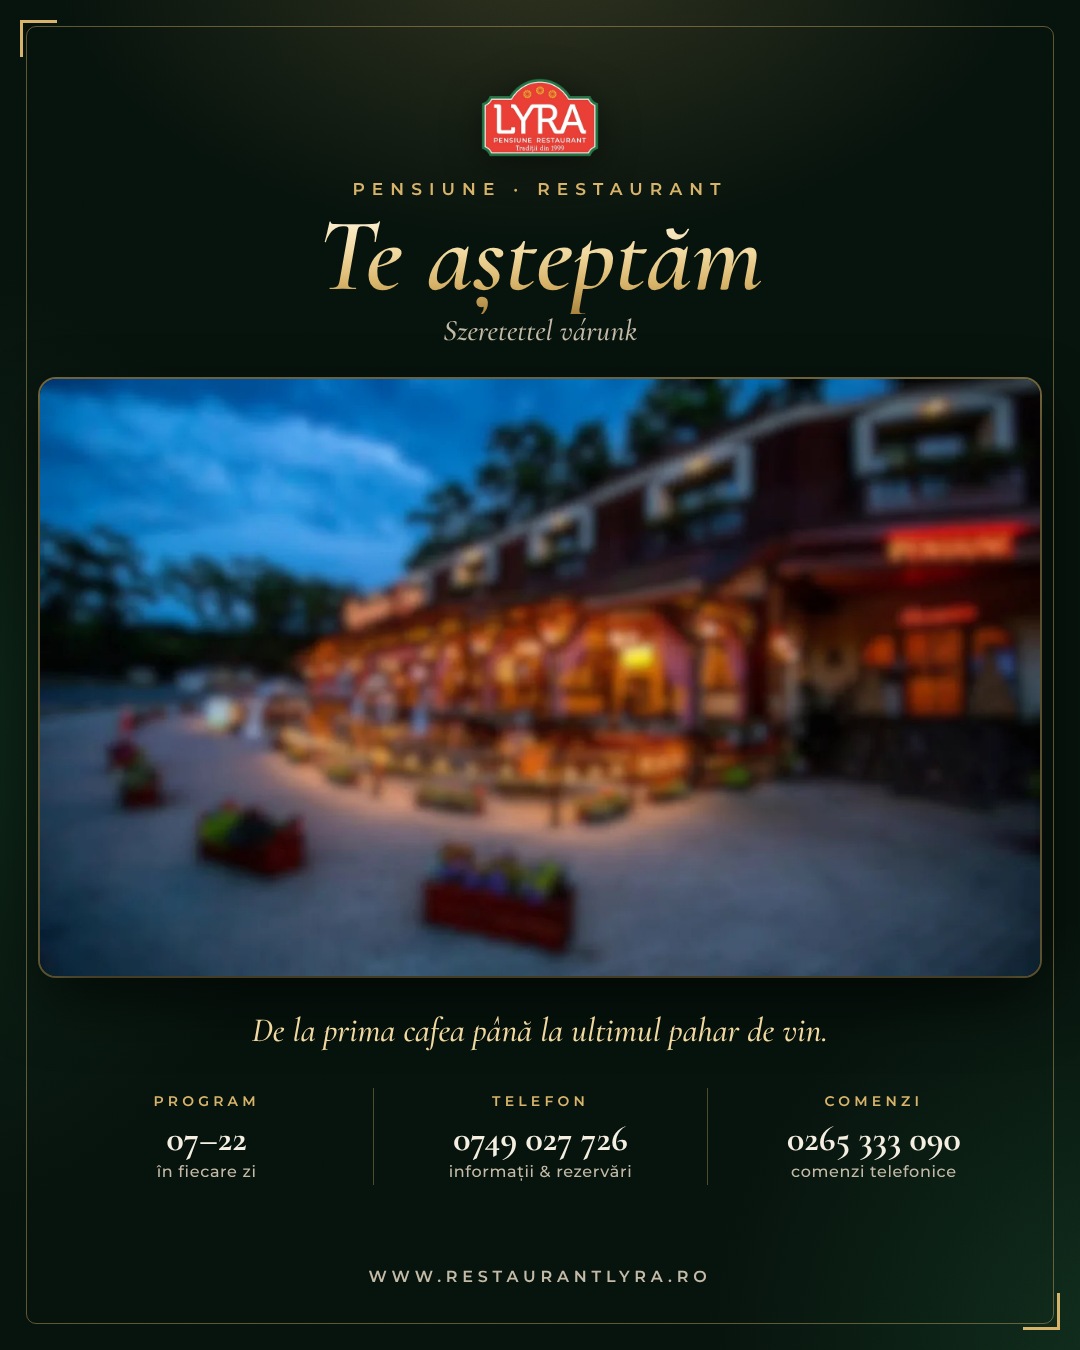 LYRA
PENSIUNE RESTAURANT
Tradiții din 1999
PENSIUNE · RESTAURANT
Te așteptăm
Szeretettel várunk
PENSIUNE
De la prima cafea până la ultimul pahar de vin.
PROGRAM
07–22
în fiecare zi
TELEFON
0749 027 726
informații & rezervări
COMENZI
0265 333 090
comenzi telefonice
WWW.RESTAURANTLYRA.RO